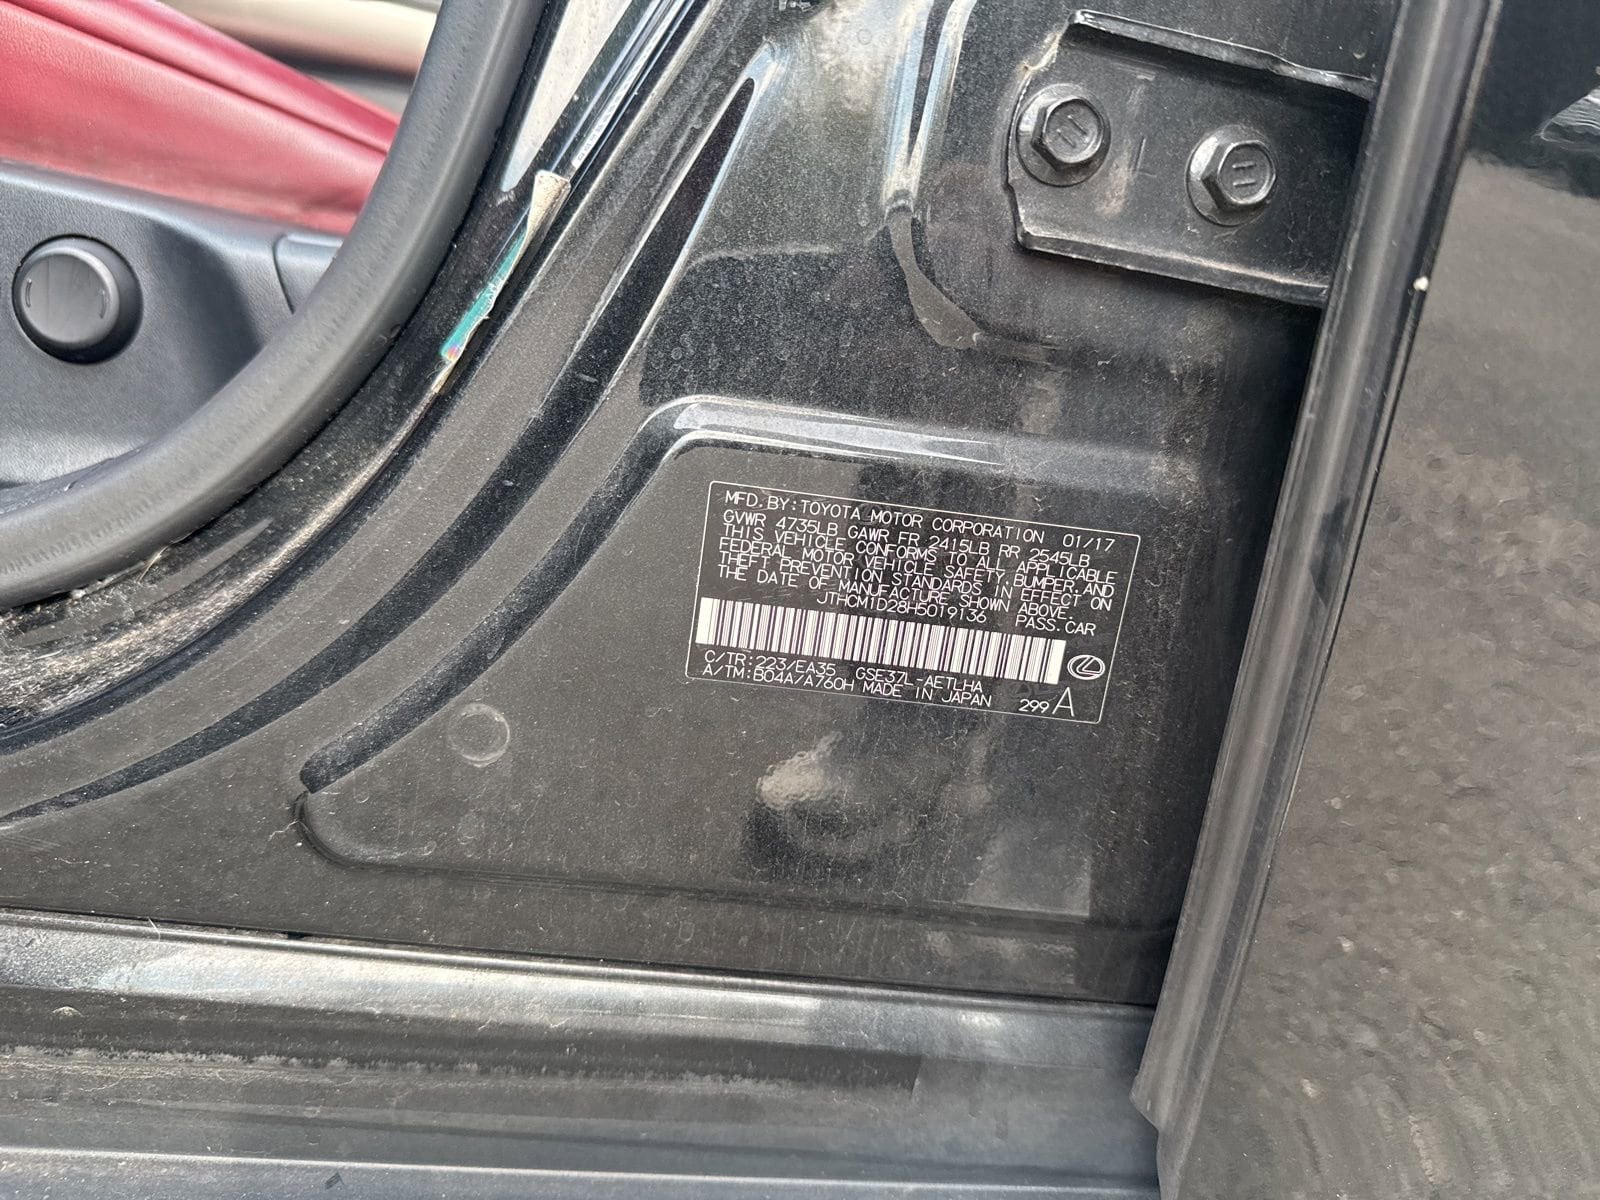 MFD. BY: TOYOTA MOTOR CORPORATION 01/17
GVWR 4735LB GAWR FR 2415LB RR 2545LB
THIS VEHICLE CONFORMS TO ALL APPLICABLE
FEDERAL MOTOR VEHICLE SAFETY, BUMPER, AND
THEFT PREVENTION STANDARDS IN EFFECT ON
THE DATE OF MANUFACTURE SHOWN ABOVE.
JTHCM1D28H5019136 PASS. CAR
C/TR: 223/EA35 GSE37L-AETLHA
A/TM: B04A/A760H MADE IN JAPAN 299 A